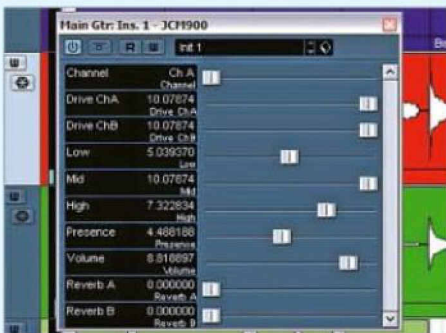 Main Gtr: Ins. 1 - JCM900
R W Init 1
Channel Ch A
Channel
Drive ChA 10.07874
Drive ChA
Drive ChB 10.07874
Drive ChB
Low 5.039370
Low
Mid 10.07874
Mid
High 7.322834
High
Presence 4.488188
Presence
Volume 8.818897
Volume
Reverb A 0.000000
Reverb A
Reverb B 0.000000
Reverb B